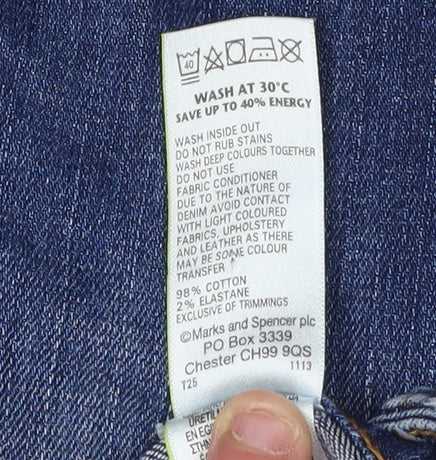 40
WASH AT 30°C
SAVE UP TO 40% ENERGY
WASH INSIDE OUT
DO NOT RUB STAINS
WASH DEEP COLOURS TOGETHER
DO NOT USE
FABRIC CONDITIONER
DUE TO THE NATURE OF
DENIM AVOID CONTACT
WITH LIGHT COLOURED
FABRICS, UPHOLSTERY
AND LEATHER AS THERE
MAY BE SOME COLOUR
TRANSFER
98% COTTON
2% ELASTANE
EXCLUSIVE OF TRIMMINGS
©Marks and Spencer plc
PO Box 3339
Chester CH99 9QS
T25 1113